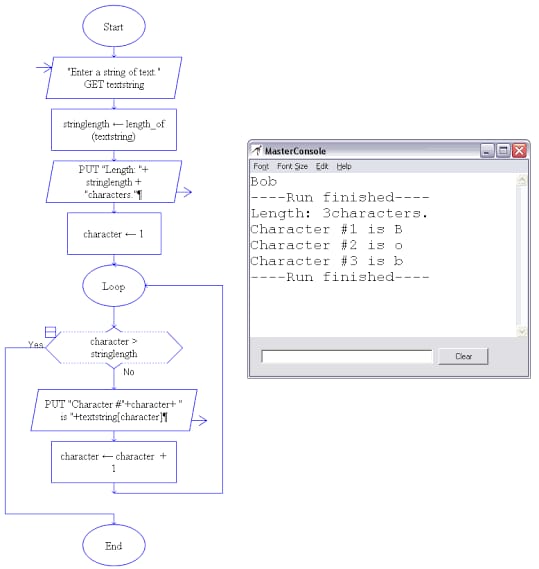 Start
"Enter a string of text."
GET textstring
stringlength ← length_of
(textstring)
PUT "Length: "+
stringlength +
"characters."¶
character ← 1
Loop
character >
stringlength
Yes
No
PUT "Character #"+character+ "
is "+textstring[character]¶
character ← character +
1
End
MasterConsole
Font Font Size Edit Help
Bob
----Run finished----
Length: 3characters.
Character #1 is B
Character #2 is o
Character #3 is b
----Run finished----
Clear